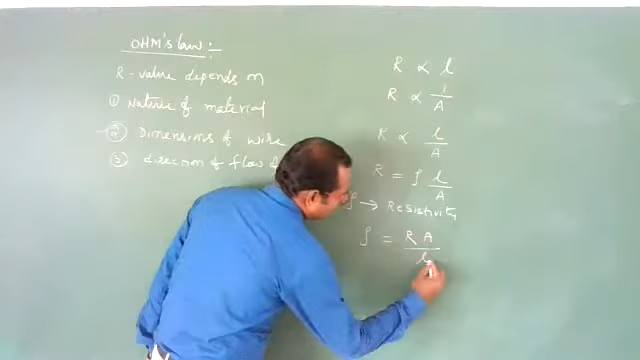 OHM's law :-
R - value depends on
① Nature of material
② Dimensions of wire
③ direction of flow of
R ∝ l
R ∝ 1/A
R ∝ l/A
R = ρ l/A
ρ → Resistivity
ρ = R A/l